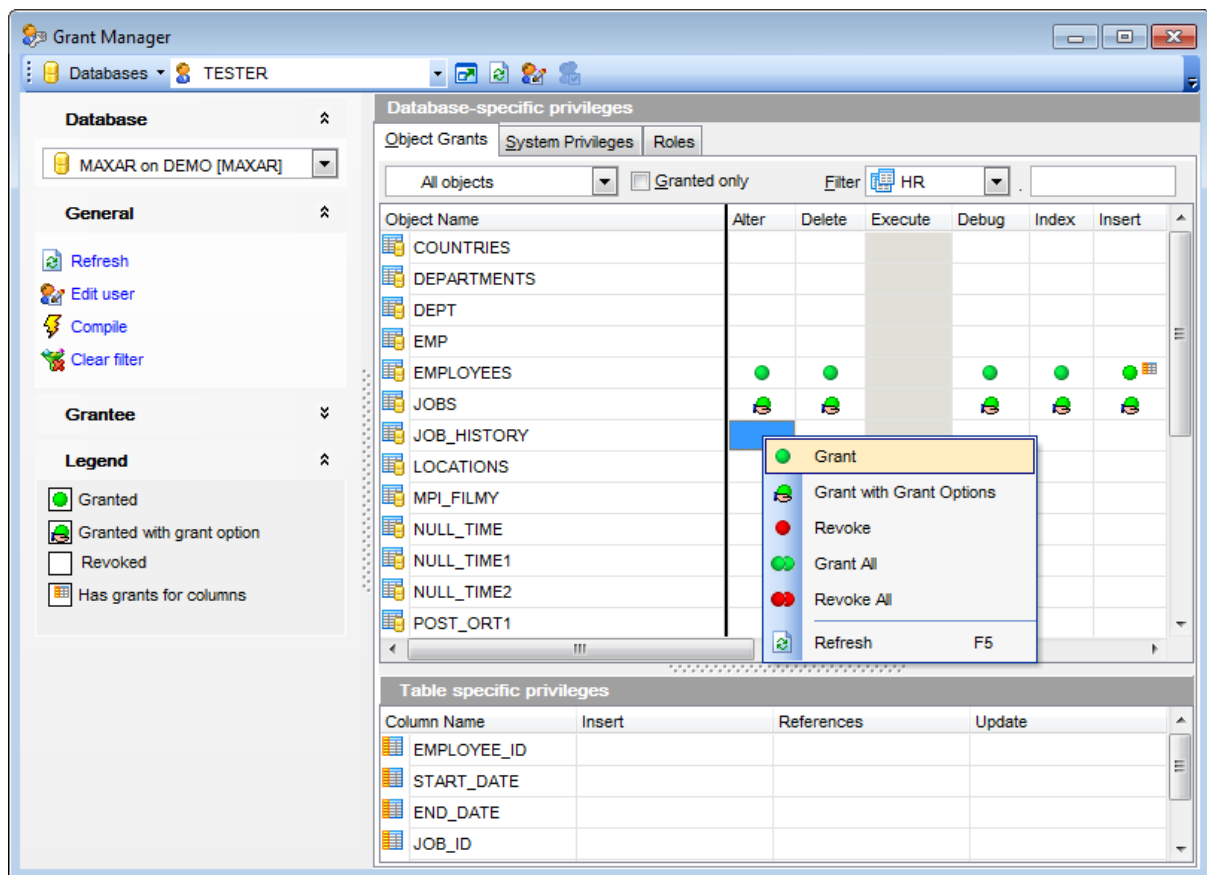 Grant Manager
Databases TESTER
Database
MAXAR on DEMO [MAXAR]
General
Refresh
Edit user
Compile
Clear filter
Grantee
Legend
Granted
Granted with grant option
Revoked
Has grants for columns
Database-specific privileges
Object Grants System Privileges Roles
All objects Granted only Filter HR .
Object Name Alter Delete Execute Debug Index Insert
COUNTRIES
DEPARTMENTS
DEPT
EMP
EMPLOYEES
JOBS
JOB_HISTORY
LOCATIONS
MPI_FILMY
NULL_TIME
NULL_TIME1
NULL_TIME2
POST_ORT1
Grant
Grant with Grant Options
Revoke
Grant All
Revoke All
Refresh F5
Table specific privileges
Column Name Insert References Update
EMPLOYEE_ID
START_DATE
END_DATE
JOB_ID